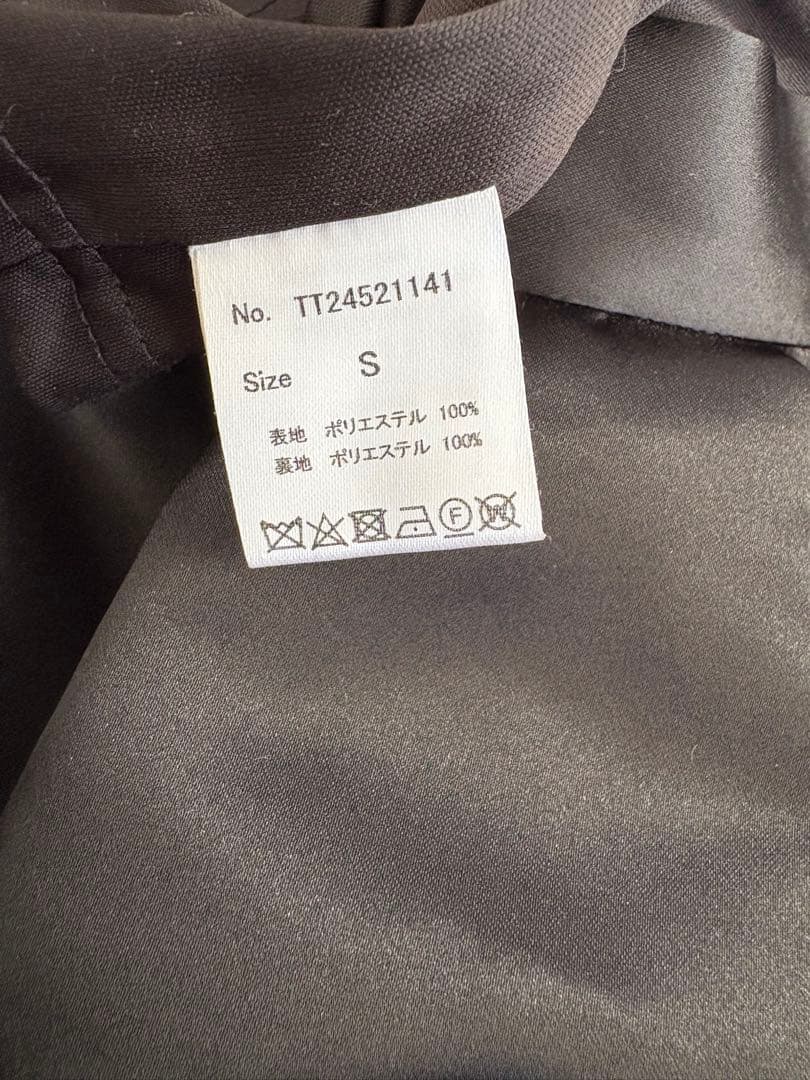 No. TT24521141
Size S
表地 ポリエステル 100%
裏地 ポリエステル 100%
F W